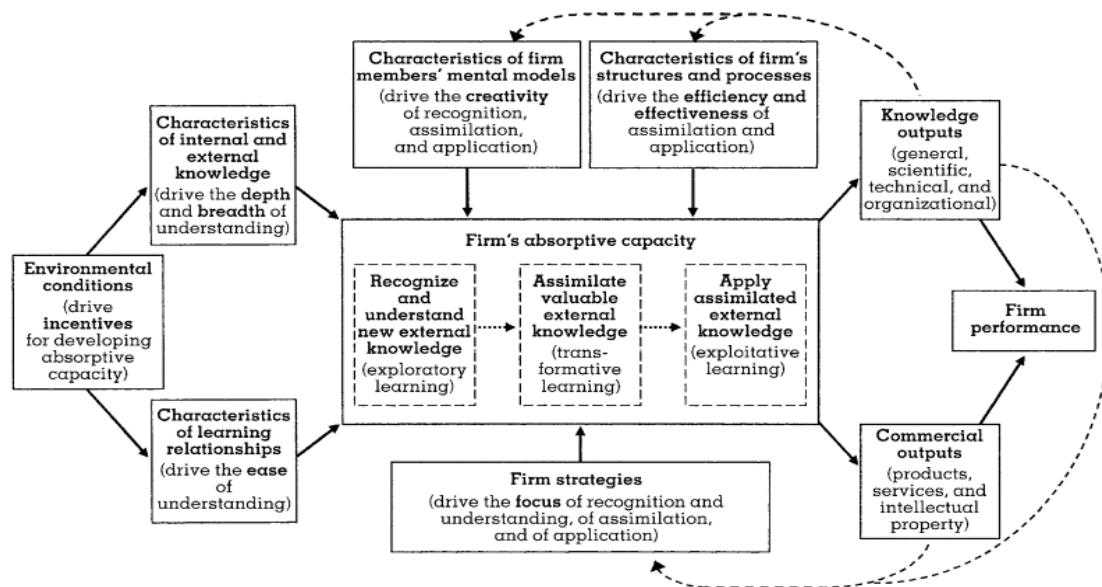 Characteristics of firm
members' mental models
(drive the creativity
of recognition,
assimilation,
and application)
Characteristics of firm's
structures and processes
(drive the efficiency and
effectiveness of
assimilation and
application)
Characteristics
of internal and
external
knowledge
(drive the depth
and breadth of
understanding)
Knowledge
outputs
(general,
scientific,
technical, and
organizational)
Environmental
conditions
(drive
incentives
for developing
absorptive
capacity)
Firm's absorptive capacity
Recognize
and
understand
new external
knowledge
(exploratory
learning)
Assimilate
valuable
external
knowledge
(trans-
formative
learning)
Apply
assimilated
external
knowledge
(exploitative
learning)
Firm
performance
Characteristics
of learning
relationships
(drive the ease
of
understanding)
Firm strategies
(drive the focus of recognition and
understanding, of assimilation,
and of application)
Commercial
outputs
(products,
services, and
intellectual
property)